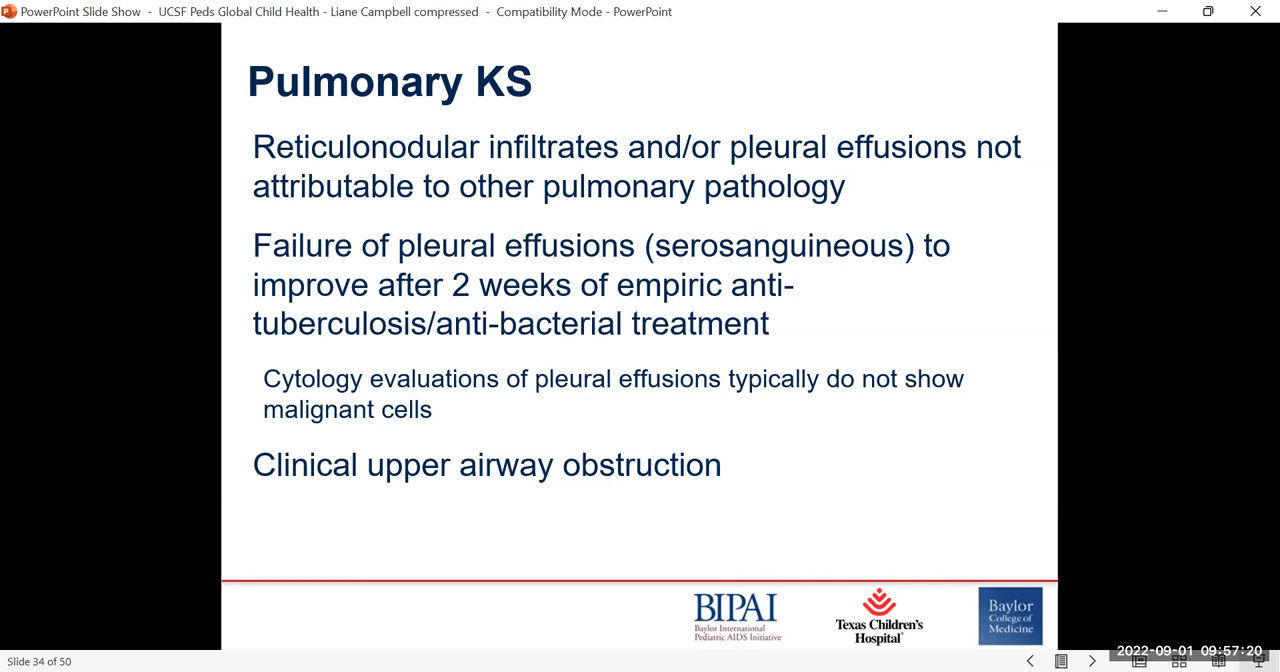 PowerPoint Slide Show - UCSF Peds Global Child Health - Liane Campbell compressed - Compatibility Mode - PowerPoint
Pulmonary KS
Reticulonodular infiltrates and/or pleural effusions not
attributable to other pulmonary pathology
Failure of pleural effusions (serosanguineous) to
improve after 2 weeks of empiric anti-
tuberculosis/anti-bacterial treatment
Cytology evaluations of pleural effusions typically do not show
malignant cells
Clinical upper airway obstruction
BIPAI
Baylor International
Pediatric AIDS Initiative
Texas Children's
Hospital
Baylor
College of
Medicine
2022-09-01 09:57:20
Slide 34 of 50